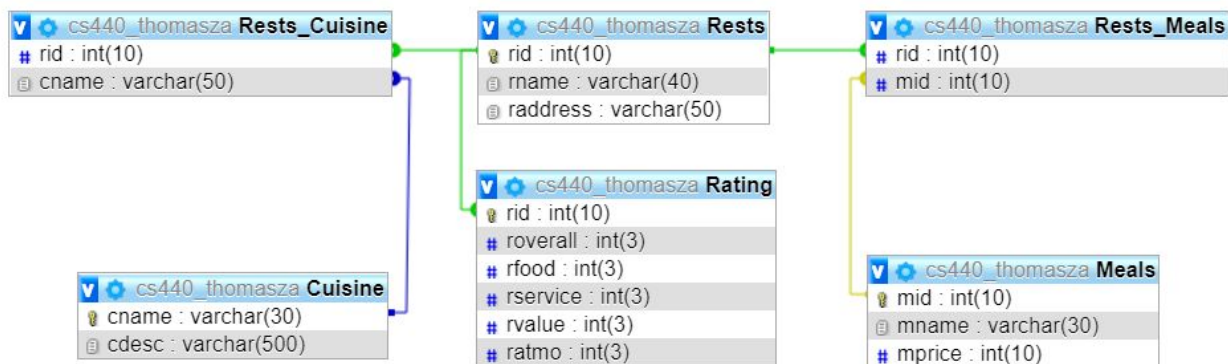 cs440_thomasza Rests_Cuisine
rid : int(10)
cname : varchar(50)
cs440_thomasza Rests
rid : int(10)
rname : varchar(40)
raddress : varchar(50)
cs440_thomasza Rests_Meals
rid : int(10)
mid : int(10)
cs440_thomasza Rating
rid : int(10)
roverall : int(3)
rfood : int(3)
rservice : int(3)
rvalue : int(3)
ratmo : int(3)
cs440_thomasza Cuisine
cname : varchar(30)
cdesc : varchar(500)
cs440_thomasza Meals
mid : int(10)
mname : varchar(30)
mprice : int(10)